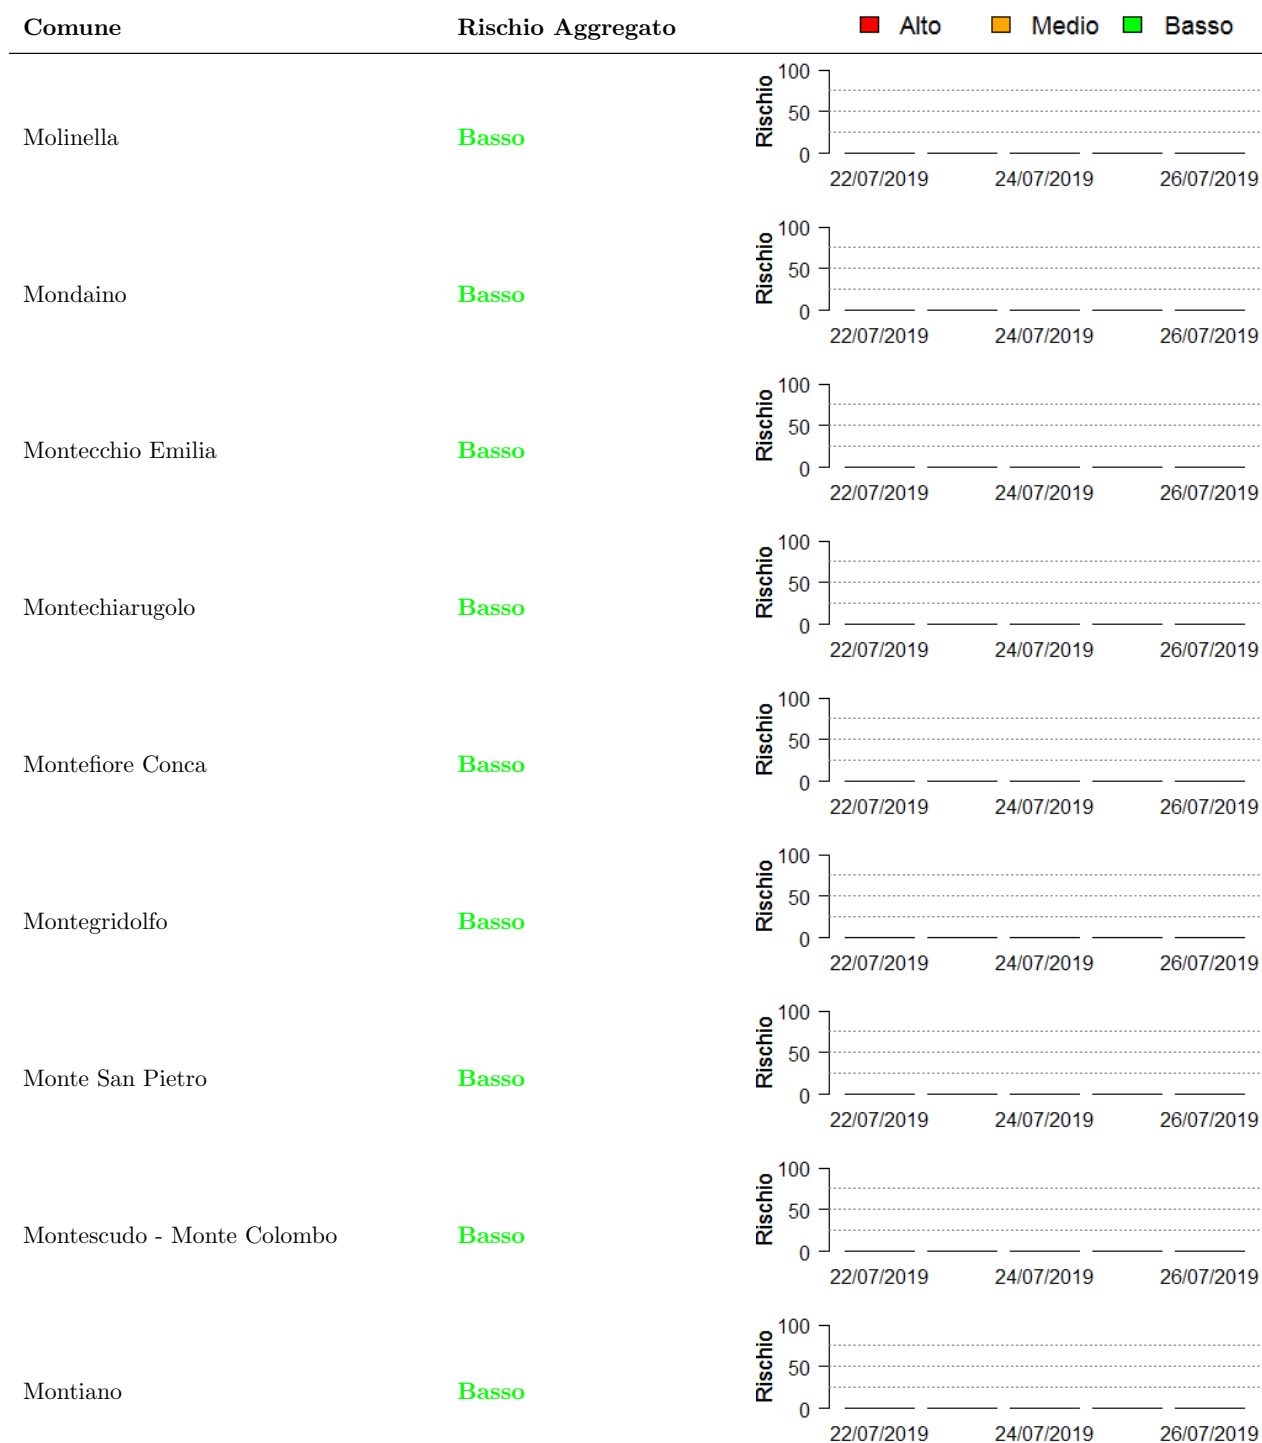 Comune Rischio Aggregato Alto Medio Basso
Molinella Basso Rischio 100 50 0
22/07/2019 24/07/2019 26/07/2019
Mondaino Basso Rischio 100 50 0
22/07/2019 24/07/2019 26/07/2019
Montecchio Emilia Basso Rischio 100 50 0
22/07/2019 24/07/2019 26/07/2019
Montechiarugolo Basso Rischio 100 50 0
22/07/2019 24/07/2019 26/07/2019
Montefiore Conca Basso Rischio 100 50 0
22/07/2019 24/07/2019 26/07/2019
Montegridolfo Basso Rischio 100 50 0
22/07/2019 24/07/2019 26/07/2019
Monte San Pietro Basso Rischio 100 50 0
22/07/2019 24/07/2019 26/07/2019
Montescudo - Monte Colombo Basso Rischio 100 50 0
22/07/2019 24/07/2019 26/07/2019
Montiano Basso Rischio 100 50 0
22/07/2019 24/07/2019 26/07/2019